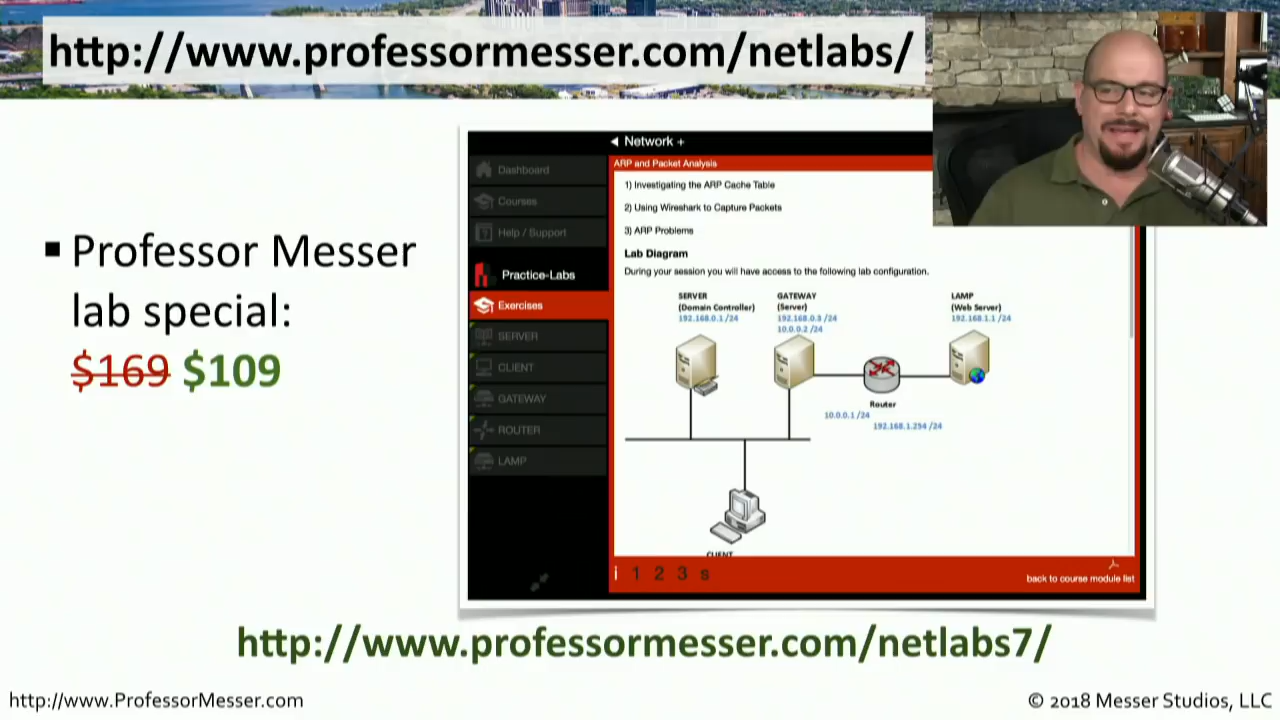 http://www.professormesser.com/netlabs/
▪ Professor Messer
lab special:
$169 $109
◀ Network +
Dashboard
Courses
Help / Support
Practice-Labs
Exercises
SERVER
CLIENT
GATEWAY
ROUTER
LAMP
ARP and Packet Analysis
1) Investigating the ARP Cache Table
2) Using Wireshark to Capture Packets
3) ARP Problems
Lab Diagram
During your session you will have access to the following lab configuration.
SERVER
(Domain Controller)
192.168.0.1 /24
GATEWAY
(Server)
192.168.0.3 /24
10.0.0.2 /24
LAMP
(Web Server)
192.168.1.1 /24
Router
10.0.0.1 /24
192.168.1.254 /24
CLIENT
i 1 2 3 s
back to course module list
http://www.professormesser.com/netlabs7/
http://www.ProfessorMesser.com
© 2018 Messer Studios, LLC